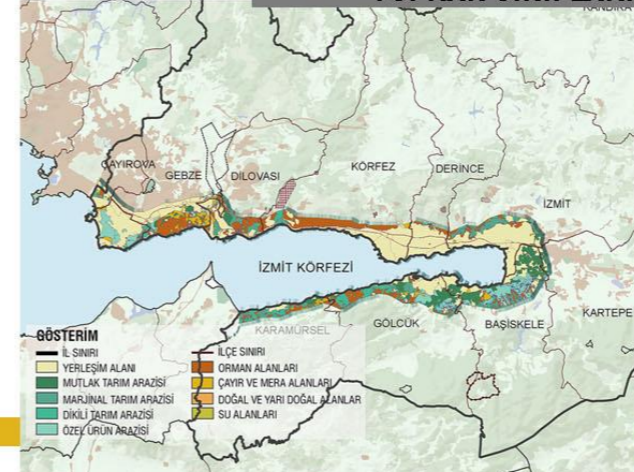 KANDIRA
ÇAYIROVA
GEBZE
DİLOVASI
KÖRFEZ
DERİNCE
İZMİT
İZMİT KÖRFEZİ
KARAMÜRSEL
GÖLCÜK
BAŞİSKELE
KARTEPE
GÖSTERİM
İL SINIRI
YERLEŞİM ALANI
MUTLAK TARIM ARAZİSİ
MARJİNAL TARIM ARAZİSİ
DİKİLİ TARIM ARAZİSİ
ÖZEL ÜRÜN ARAZİSİ
İLÇE SINIRI
ORMAN ALANLARI
ÇAYIR VE MERA ALANLARI
DOĞAL VE YARI DOĞAL ALANLAR
SU ALANLARI